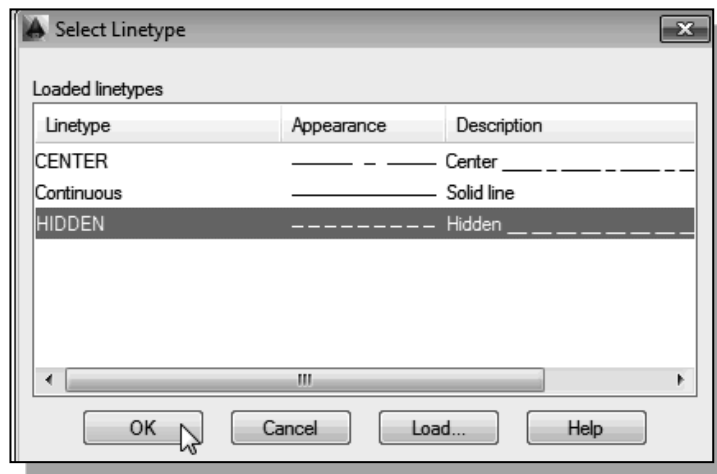 Select Linetype
Loaded linetypes
Linetype Appearance Description
CENTER Center
Continuous Solid line
HIDDEN Hidden
OK Cancel Load... Help